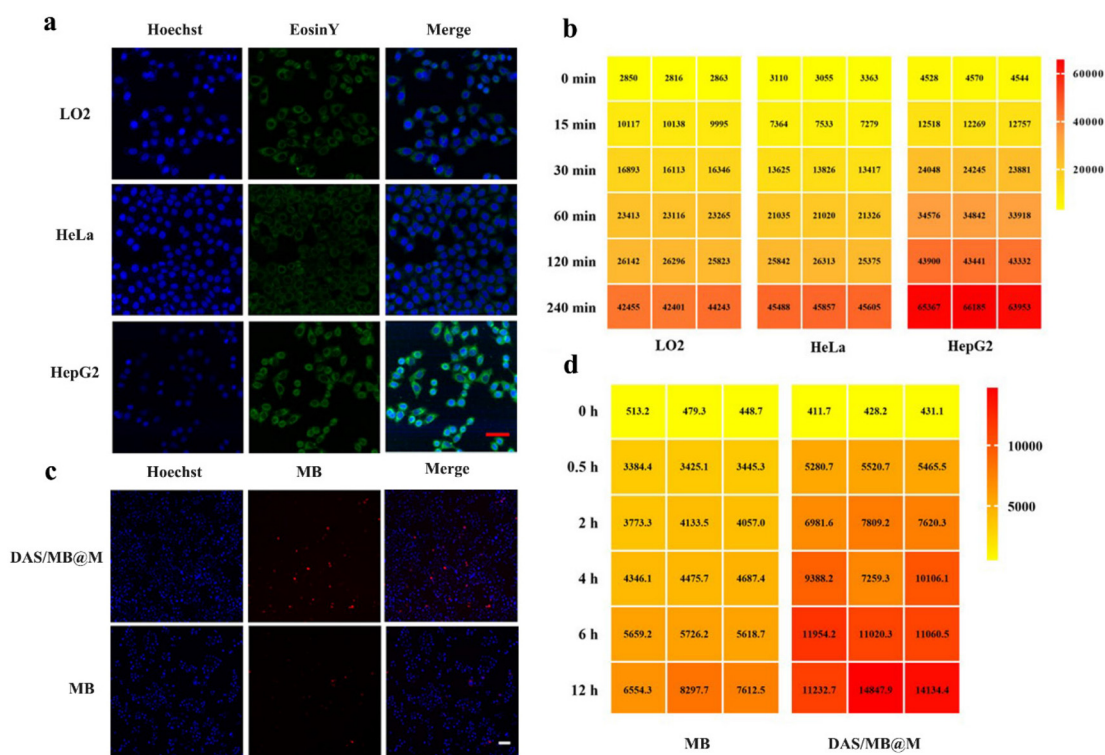 a
Hoechst EosinY Merge
LO2
HeLa
HepG2
b
0 min 2850 2816 2863 3110 3055 3363 4528 4570 4544
15 min 10117 10138 9995 7364 7533 7279 12518 12269 12757
30 min 16893 16113 16346 13625 13826 13417 24048 24245 23881
60 min 23413 23116 23265 21035 21020 21326 34576 34842 33918
120 min 26142 26296 25823 25842 26313 25375 43900 43441 43332
240 min 42455 42401 44243 45488 45857 45605 65367 66185 63953
LO2 HeLa HepG2
60000
40000
20000
c
Hoechst MB Merge
DAS/MB@M
MB
d
0 h 513.2 479.3 448.7 411.7 428.2 431.1
0.5 h 3384.4 3425.1 3445.3 5280.7 5520.7 5465.5
2 h 3773.3 4133.5 4057.0 6981.6 7809.2 7620.3
4 h 4346.1 4475.7 4687.4 9388.2 7259.3 10106.1
6 h 5659.2 5726.2 5618.7 11954.2 11020.3 11060.5
12 h 6554.3 8297.7 7612.5 11232.7 14847.9 14134.4
MB DAS/MB@M
10000
5000